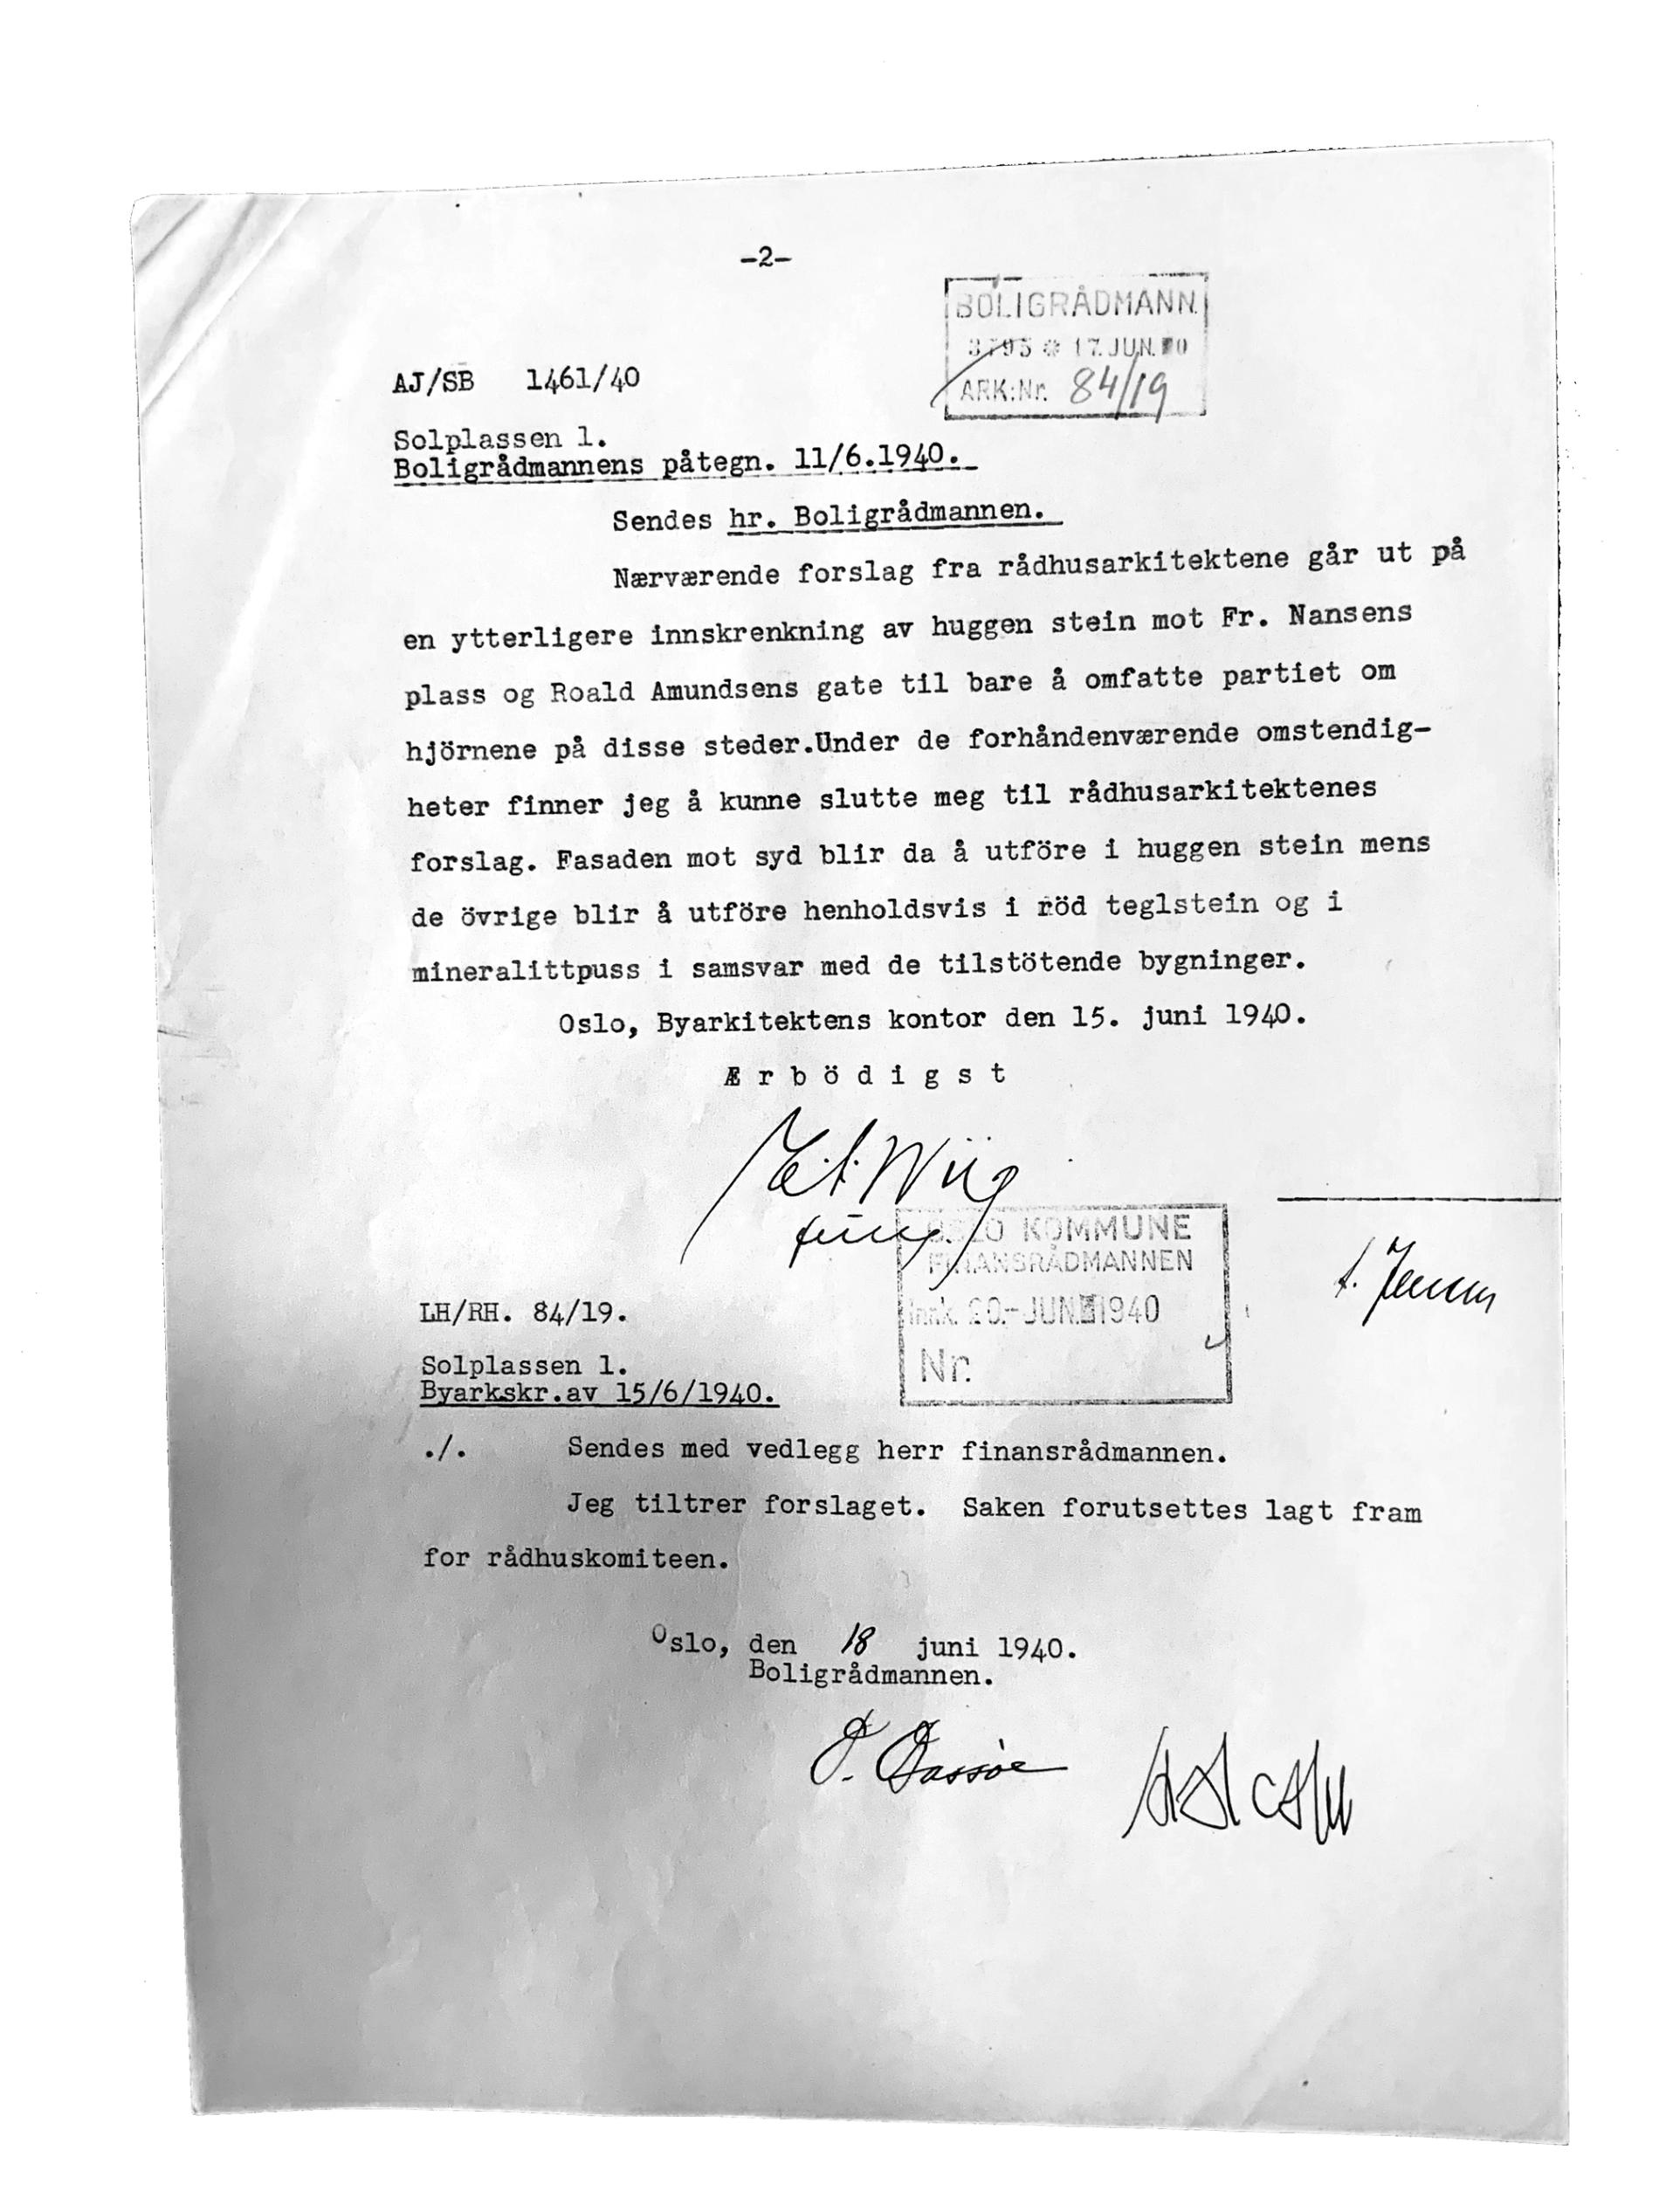 -2-
BOLIGRÅDMANN.
17.JUN.
ARK:Nr. 84/19
AJ/SB 1461/40
Solplassen 1.
Boligrådmannens påtegn. 11/6.1940.
Sendes hr. Boligrådmannen.
Nærværende forslag fra rådhusarkitektene går ut på
en ytterligere innskrenkning av huggen stein mot Fr. Nansens
plass og Roald Amundsens gate til bare å omfatte partiet om
hjörnene på disse steder.Under de forhåndenværende omstendig-
heter finner jeg å kunne slutte meg til rådhusarkitektenes
forslag. Fasaden mot syd blir da å utföre i huggen stein mens
de övrige blir å utföre henholdsvis i röd teglstein og i
mineralittpuss i samsvar med de tilstötende bygninger.
Oslo, Byarkitektens kontor den 15. juni 1940.
Ærbödigst
Wiig
OSLO KOMMUNE
FINANSRÅDMANNEN
Innk. 20.-JUN.1940
Nr.
LH/RH. 84/19.
Solplassen 1.
Byarkskr.av 15/6/1940.
./. Sendes med vedlegg herr finansrådmannen.
Jeg tiltrer forslaget. Saken forutsettes lagt fram
for rådhuskomiteen.
Oslo, den 18 juni 1940.
Boligrådmannen.